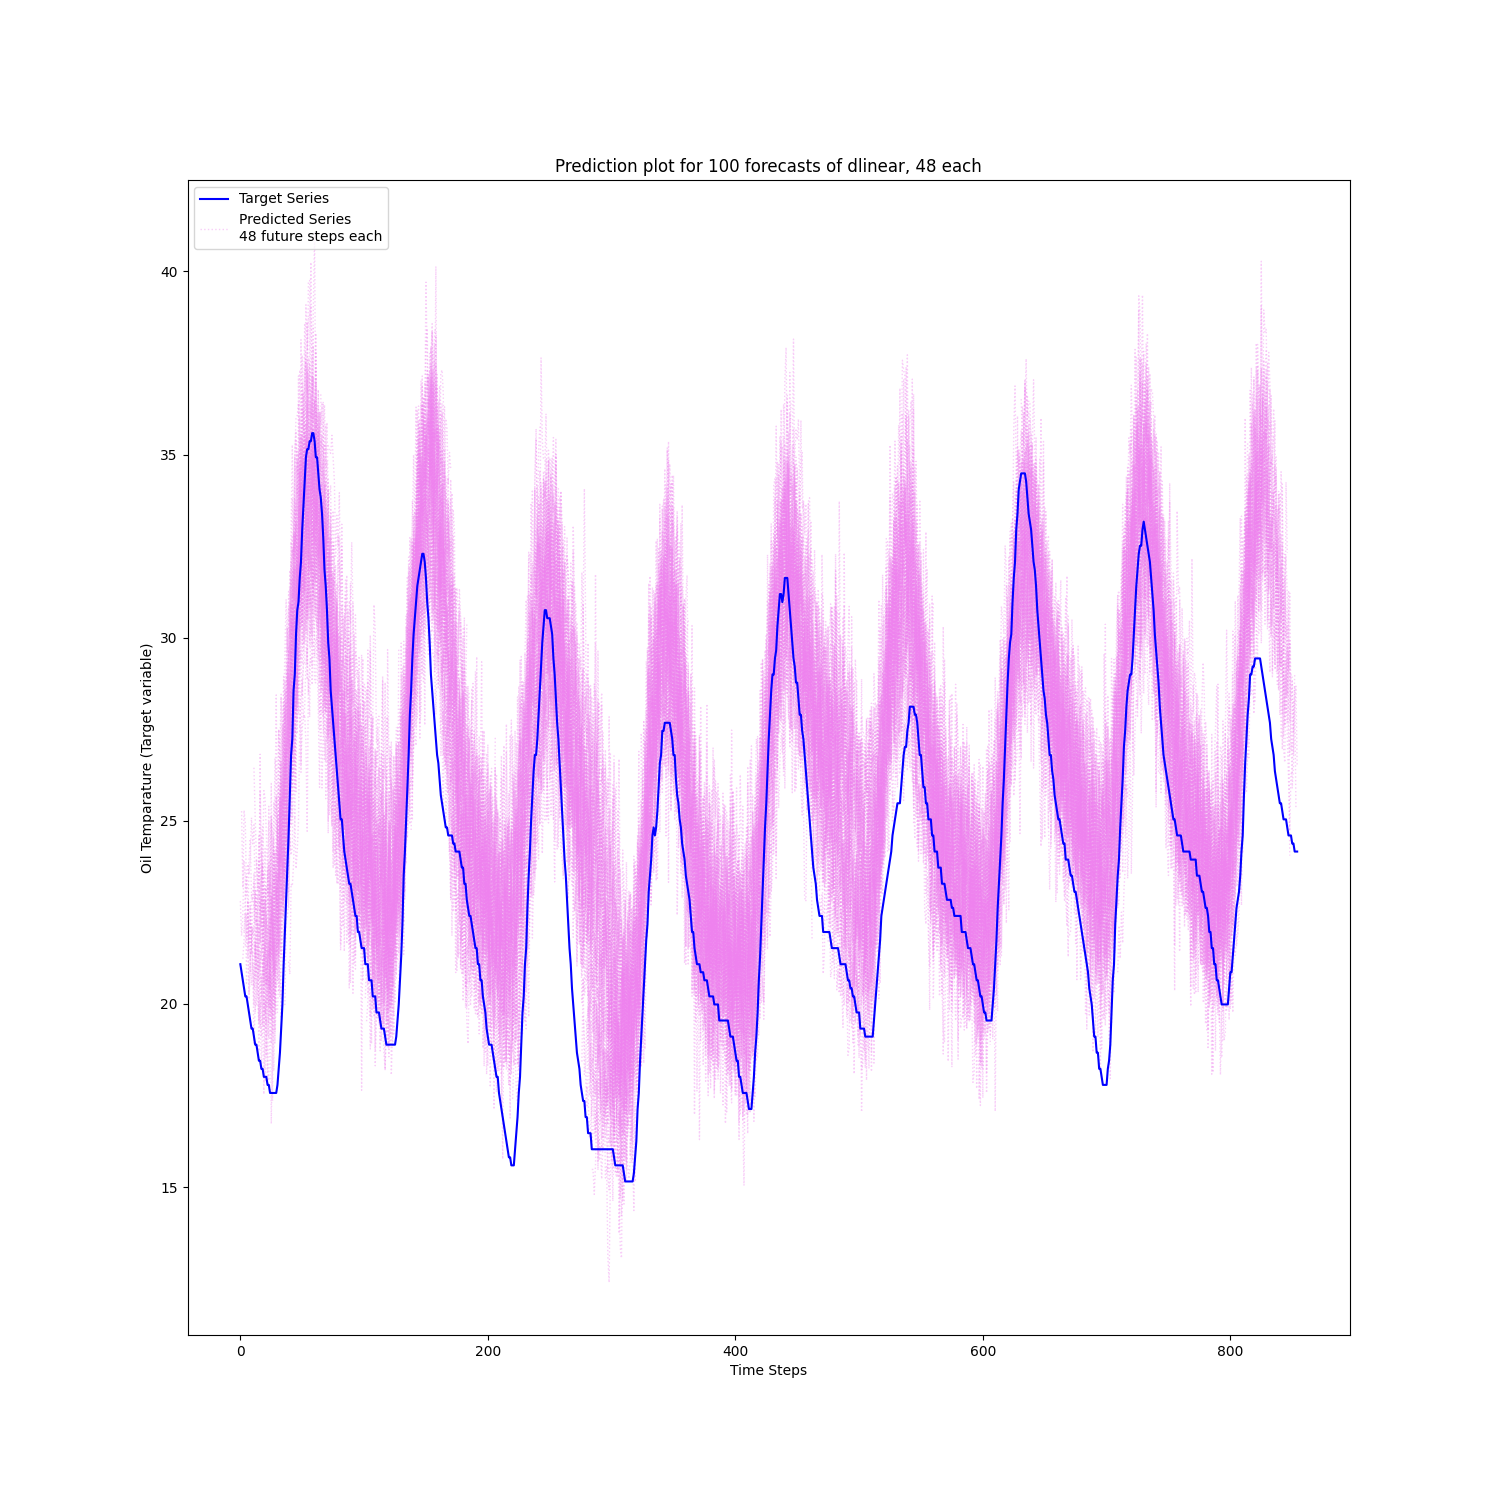 Prediction plot for 100 forecasts of dlinear, 48 each
Target Series
Predicted Series
48 future steps each
40
35
30
25
20
15
Oil Temparature (Target variable)
0
200
400
600
800
Time Steps